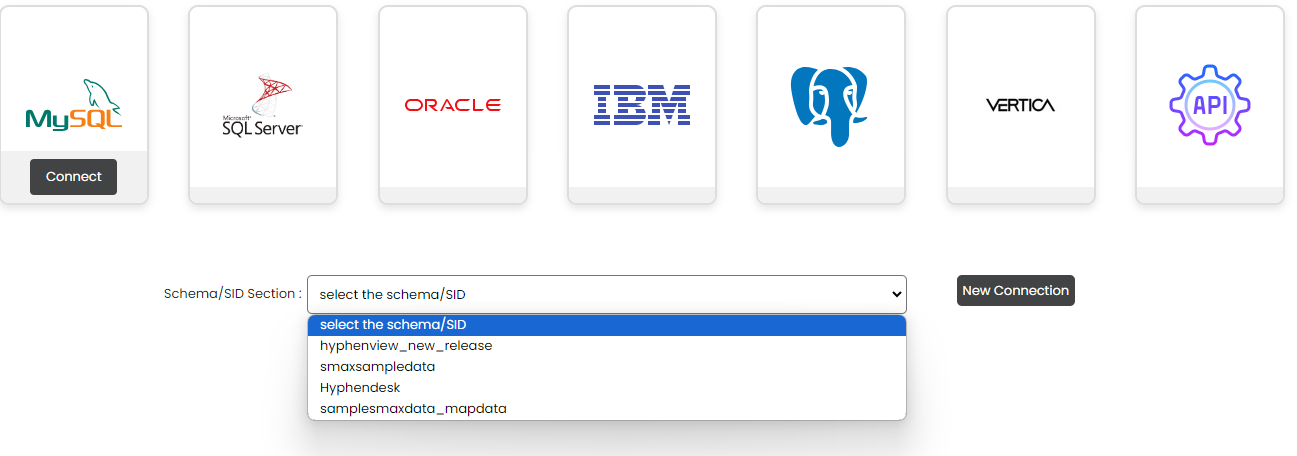 MySQL
Microsoft
SQL Server
ORACLE
IBM
VERTICA
API
Connect
Schema/SID Section :
select the schema/SID
New Connection
select the schema/SID
hyphenview_new_release
smaxsampledata
Hyphendesk
samplesmaxdata_mapdata